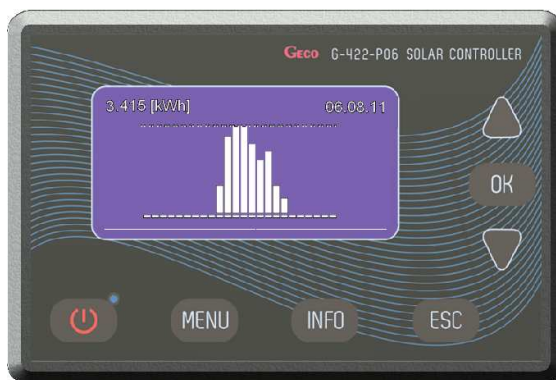 GECO G-422-P06 SOLAR CONTROLLER
3.415 [kWh] 06.08.11
OK
MENU INFO ESC